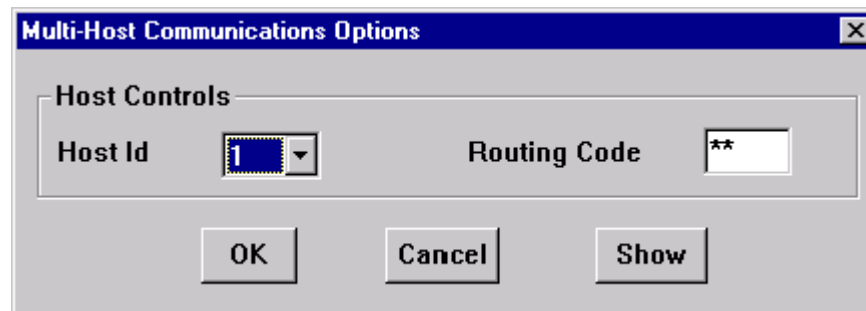 Multi-Host Communications Options
Host Controls
Host Id 1 Routing Code **
OK Cancel Show